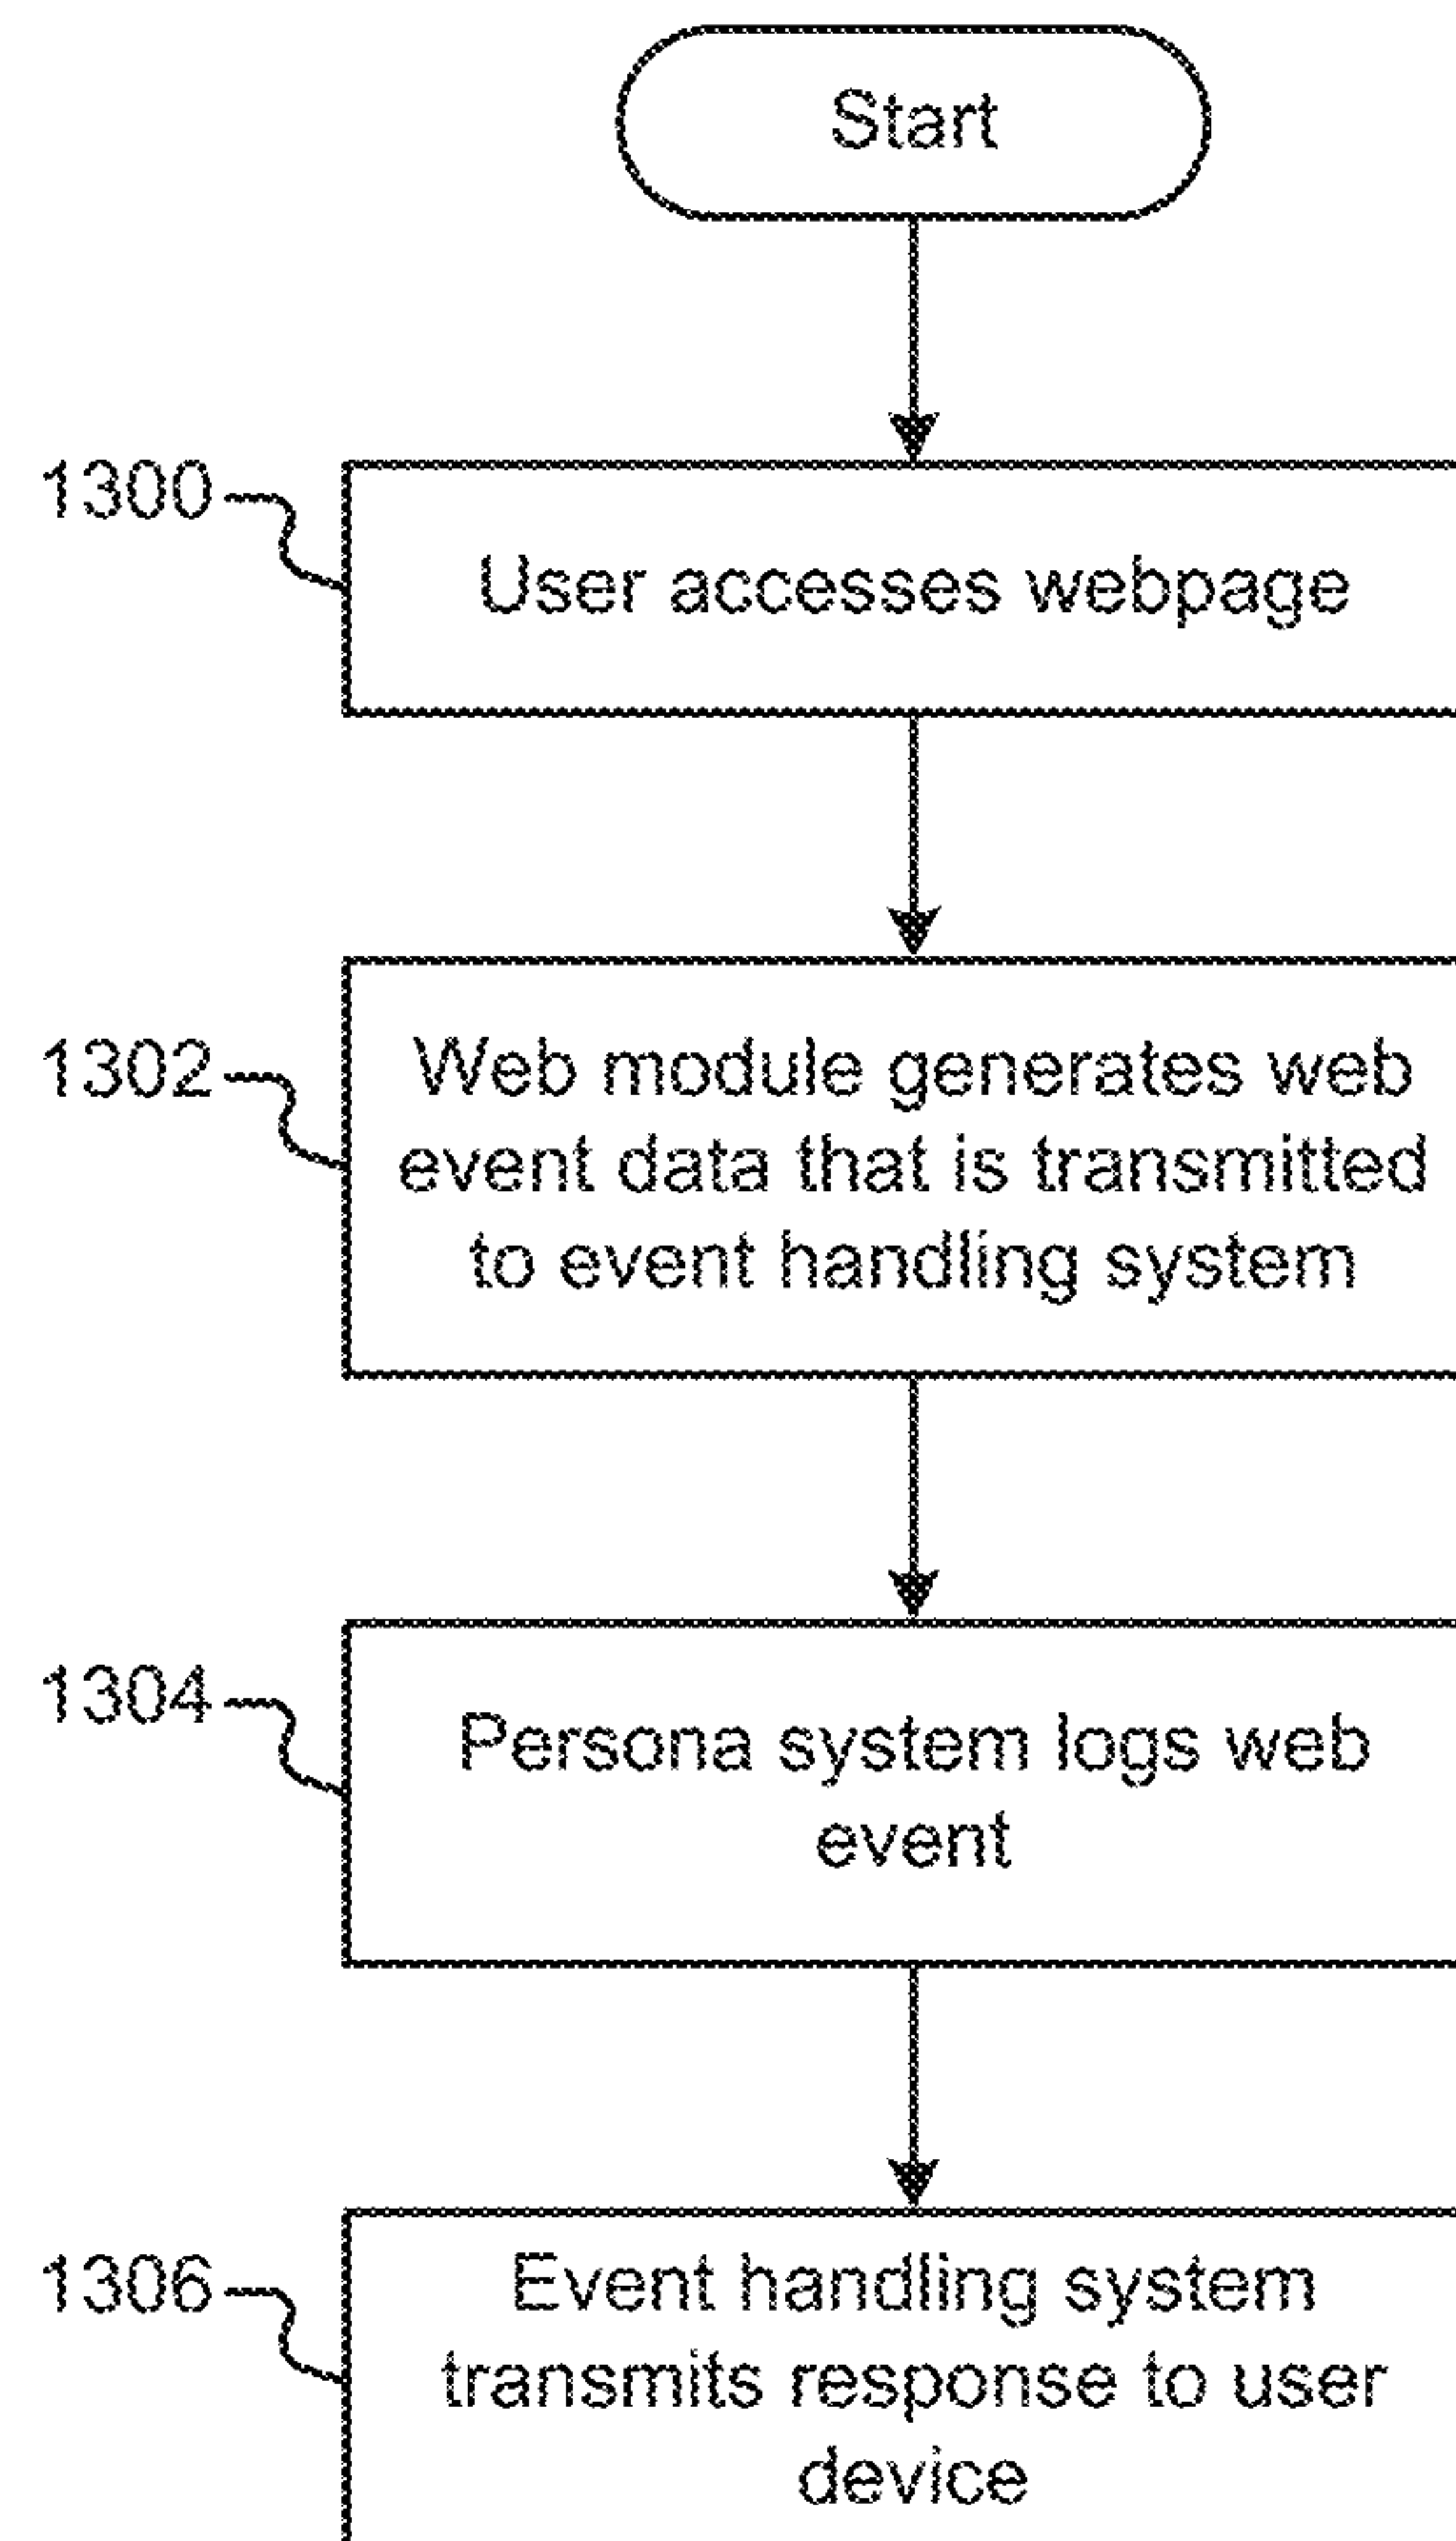 Start
1300
User accesses webpage
1302
Web module generates web
event data that is transmitted
to event handling system
1304
Persona system logs web
event
1306
Event handling system
transmits response to user
device